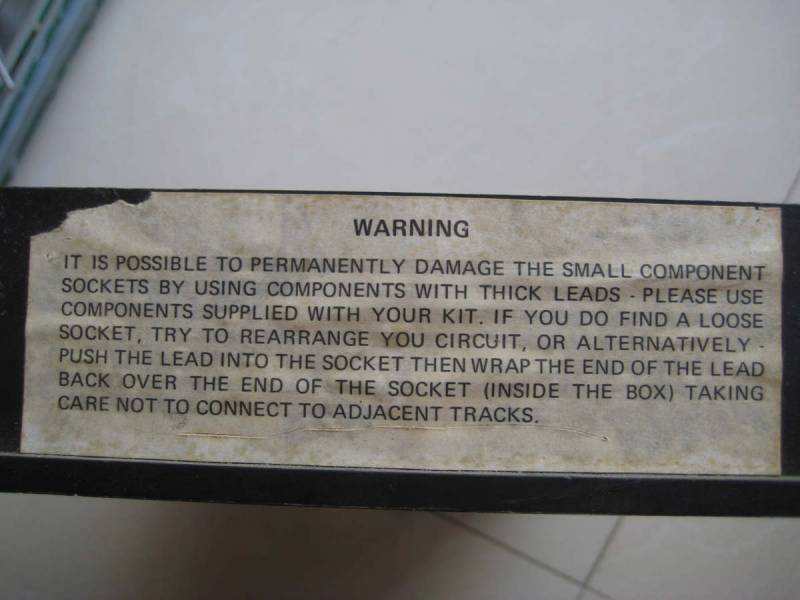 WARNING
IT IS POSSIBLE TO PERMANENTLY DAMAGE THE SMALL COMPONENT
SOCKETS BY USING COMPONENTS WITH THICK LEADS - PLEASE USE
COMPONENTS SUPPLIED WITH YOUR KIT. IF YOU DO FIND A LOOSE
SOCKET, TRY TO REARRANGE YOU CIRCUIT, OR ALTERNATIVELY -
PUSH THE LEAD INTO THE SOCKET THEN WRAP THE END OF THE LEAD
BACK OVER THE END OF THE SOCKET (INSIDE THE BOX) TAKING
CARE NOT TO CONNECT TO ADJACENT TRACKS.